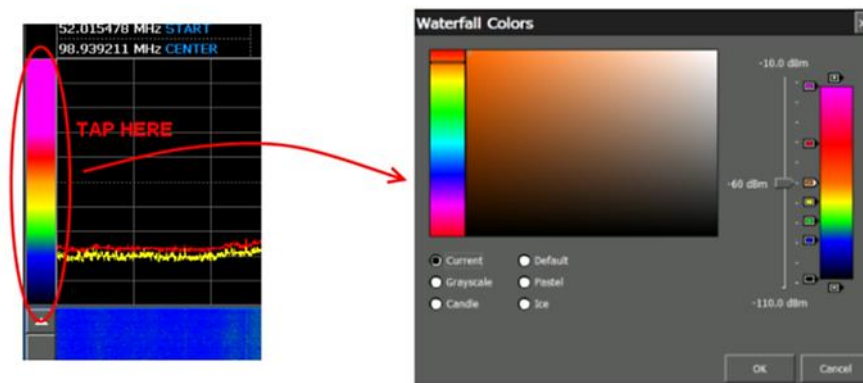 52.015478 MHz START
98.939211 MHz CENTER
TAP HERE
Waterfall Colors
-10.0 dBm
-60 dBm
-110.0 dBm
Current
Default
Grayscale
Pastel
Candle
Ice
OK
Cancel